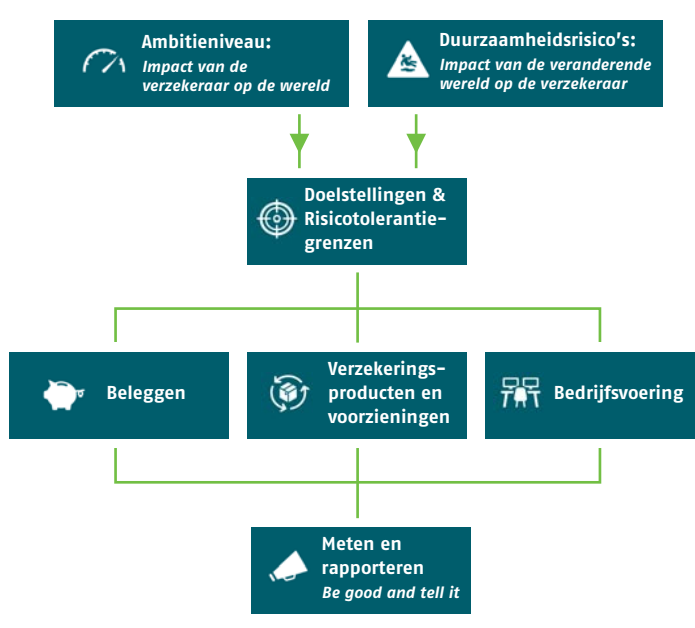 Ambitieniveau:
Impact van de
verzekeraar op de wereld
Duurzaamheidsrisico's:
Impact van de veranderende
wereld op de verzekeraar
Doelstellingen &
Risicotolerantie-
grenzen
Beleggen
Verzekerings-
producten en
voorzieningen
Bedrijfsvoering
Meten en
rapporteren
Be good and tell it